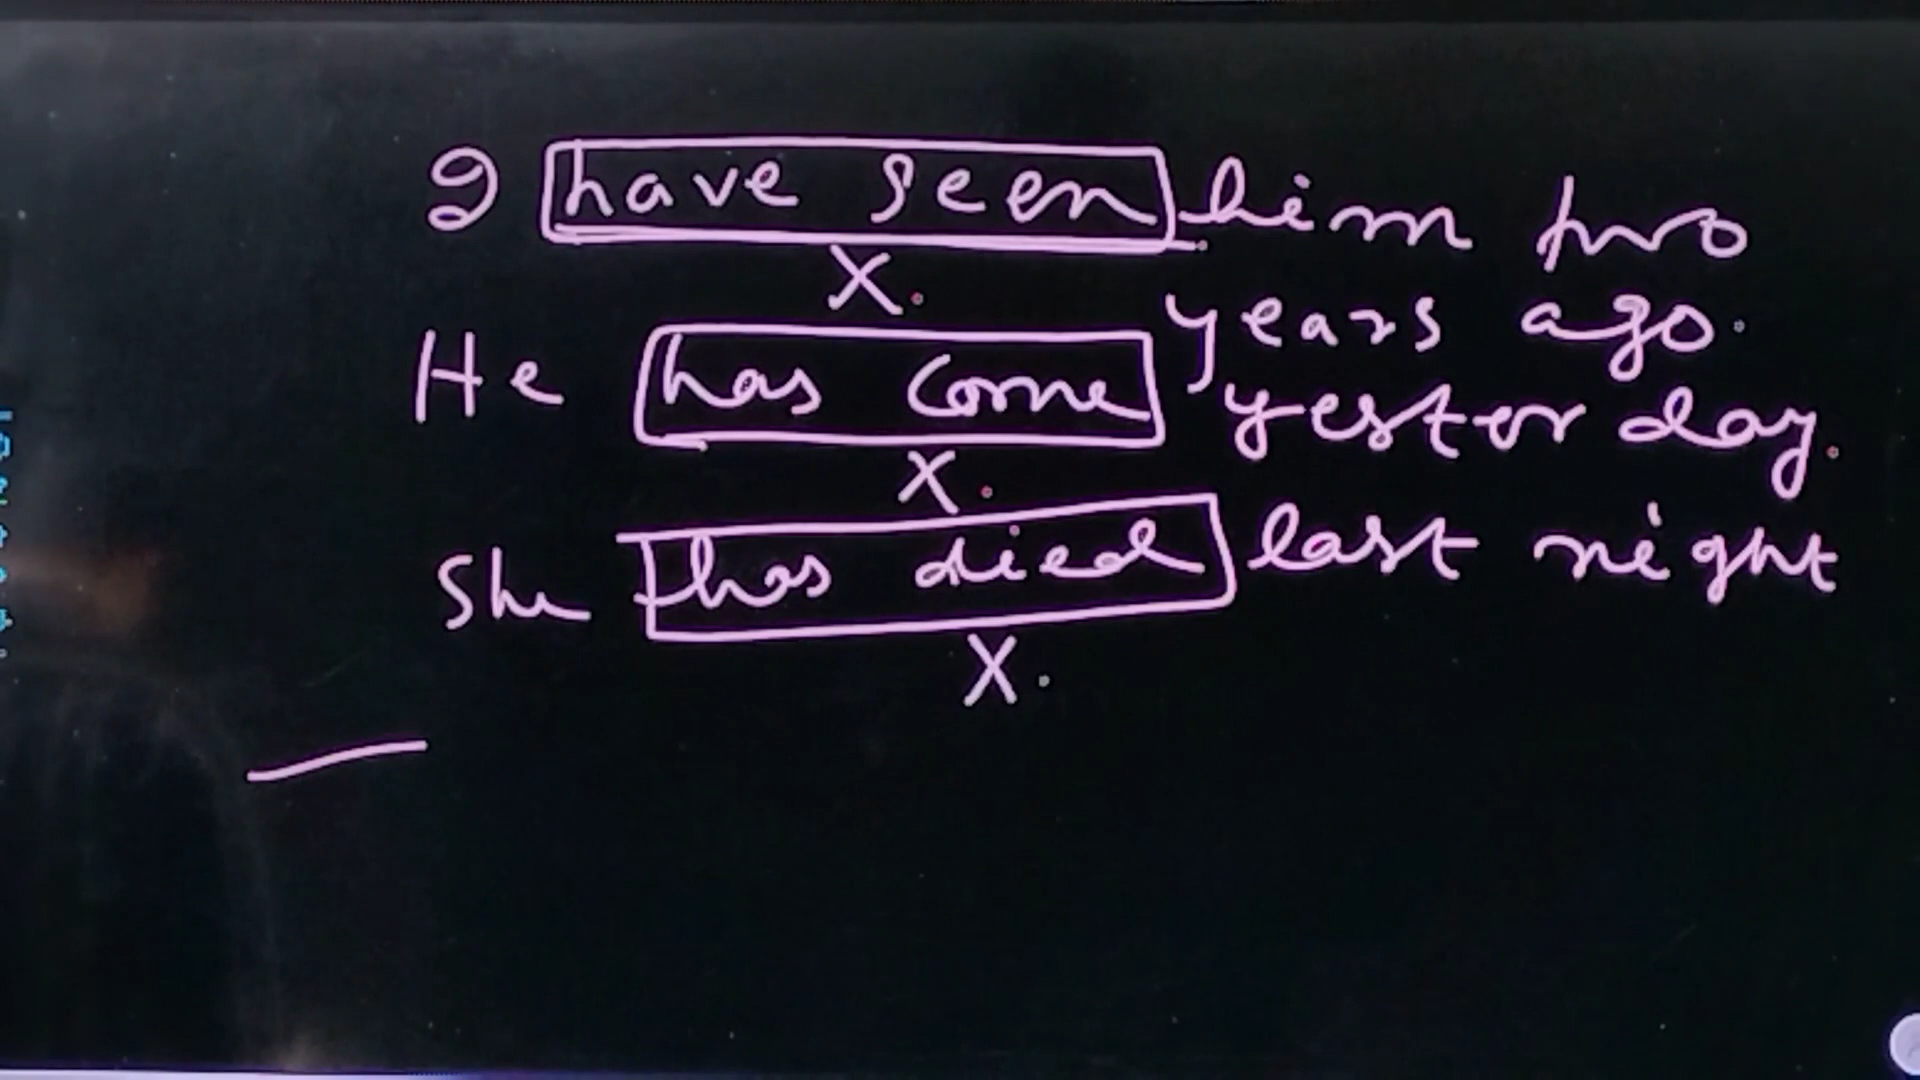 I have seen him two
X.
years ago.
He has come yesterday.
X.
She has died last night
X.